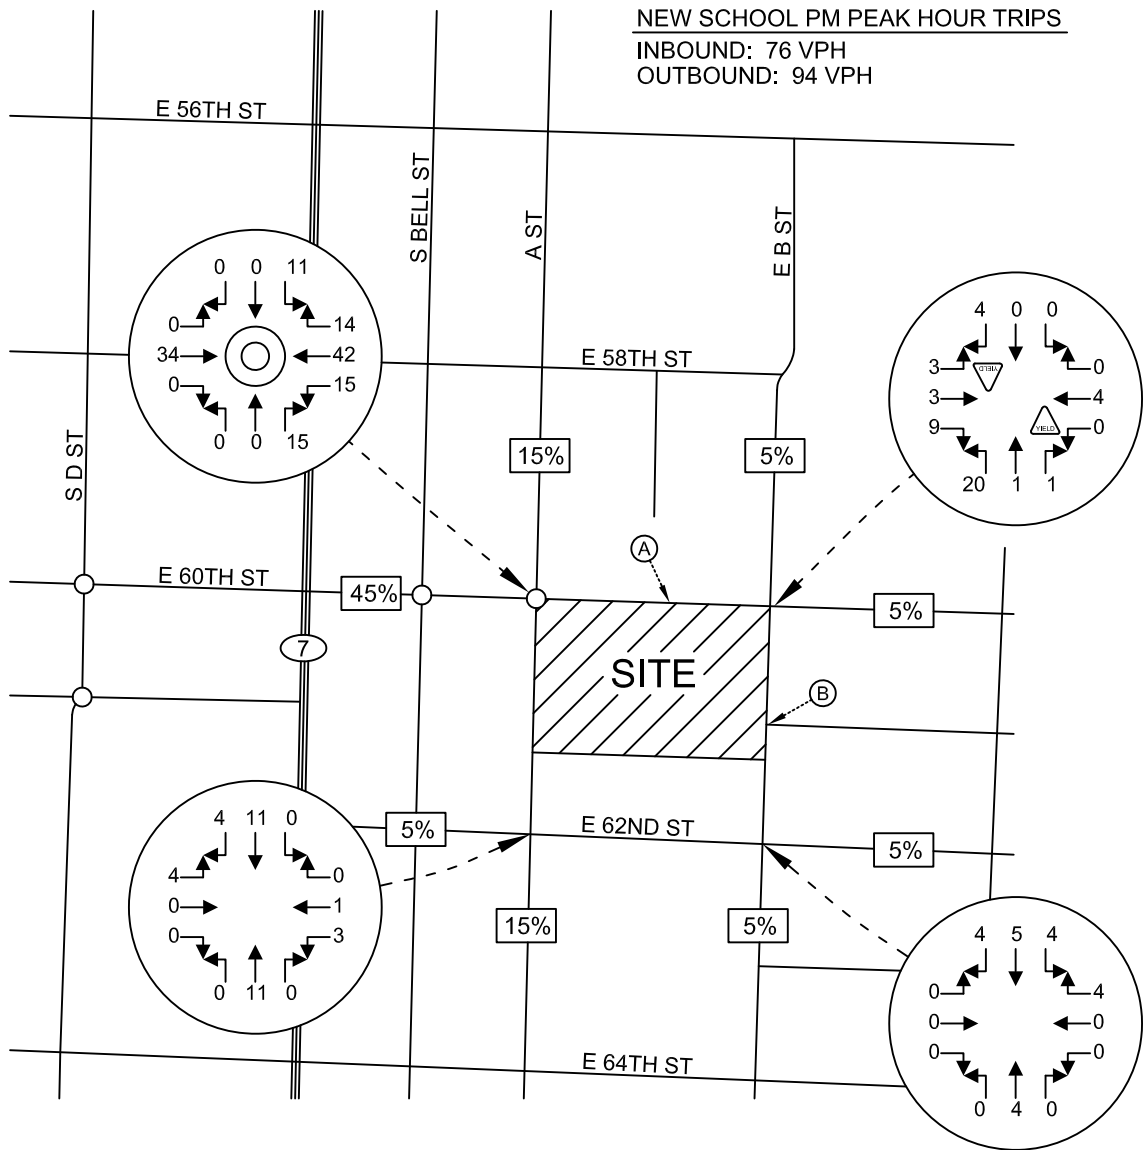 NEW SCHOOL PM PEAK HOUR TRIPS
INBOUND: 76 VPH
OUTBOUND: 94 VPH
E 56TH ST
S BELL ST
A ST
E B ST
0 0 11
0 14
34 42
0 15
0 0 15
E 58TH ST
4 0 0
3 YIELD 0
3 4
9 YIELD 0
20 1 1
S D ST
15%
5%
A
E 60TH ST
45%
5%
7
SITE
B
4 11 0
4 0
0 1
0 3
0 11 0
5%
E 62ND ST
5%
15%
5%
4 5 4
0 4
0 0
0 0
0 4 0
E 64TH ST